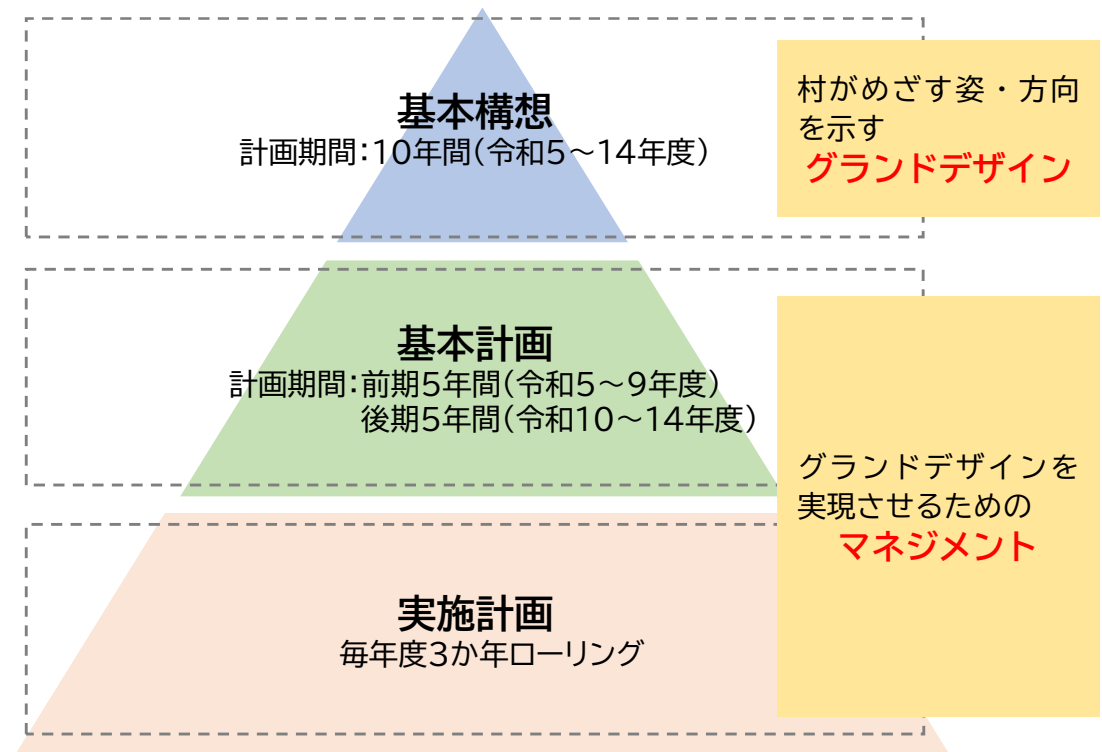 基本構想
計画期間：10年間（令和5～14年度）
村がめざす姿・方向
を示す
グランドデザイン
基本計画
計画期間：前期5年間（令和5～9年度）
後期5年間（令和10～14年度）
グランドデザインを
実現させるための
マネジメント
実施計画
毎年度3か年ローリング